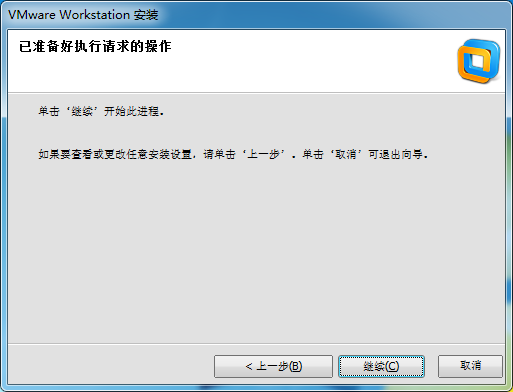 VMware Workstation 安装
已准备好执行请求的操作
单击‘继续’开始此进程。
如果要查看或更改任意安装设置，请单击‘上一步’。单击‘取消’可退出向导。
< 上一步(B)
继续(C)
取消